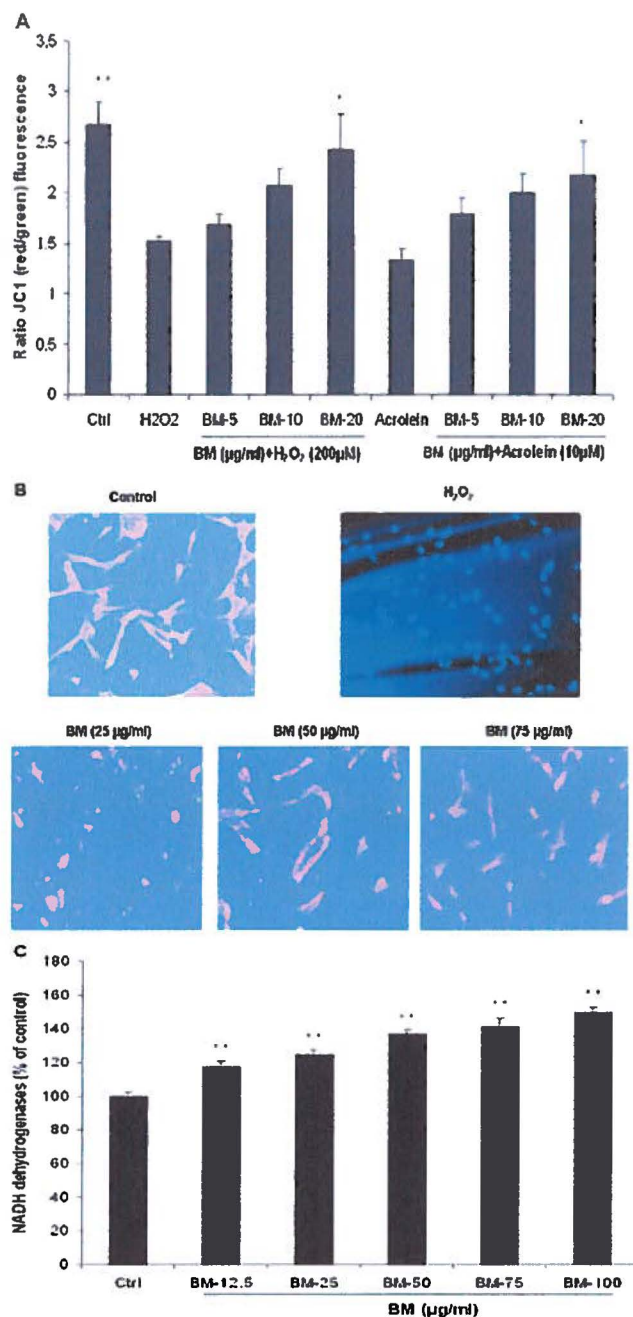 A
3.5
3
2.5
2
1.5
1
0.5
0
Ratio JC1 (red/green) fluorescence
** * *
Ctrl H2O2 BM-5 BM-10 BM-20 Acrolein BM-5 BM-10 BM-20
BM (µg/ml)+H₂O₂ (200µM) BM (µg/ml)+Acrolein (10µM)
B
Control H₂O₂
BM (25 µg/ml) BM (50 µg/ml) BM (75 µg/ml)
C
180
160
140
120
100
80
60
40
20
0
NADH dehydrogenases (% of control)
** ** ** ** **
Ctrl BM-12.5 BM-25 BM-50 BM-75 BM-100
BM (µg/ml)